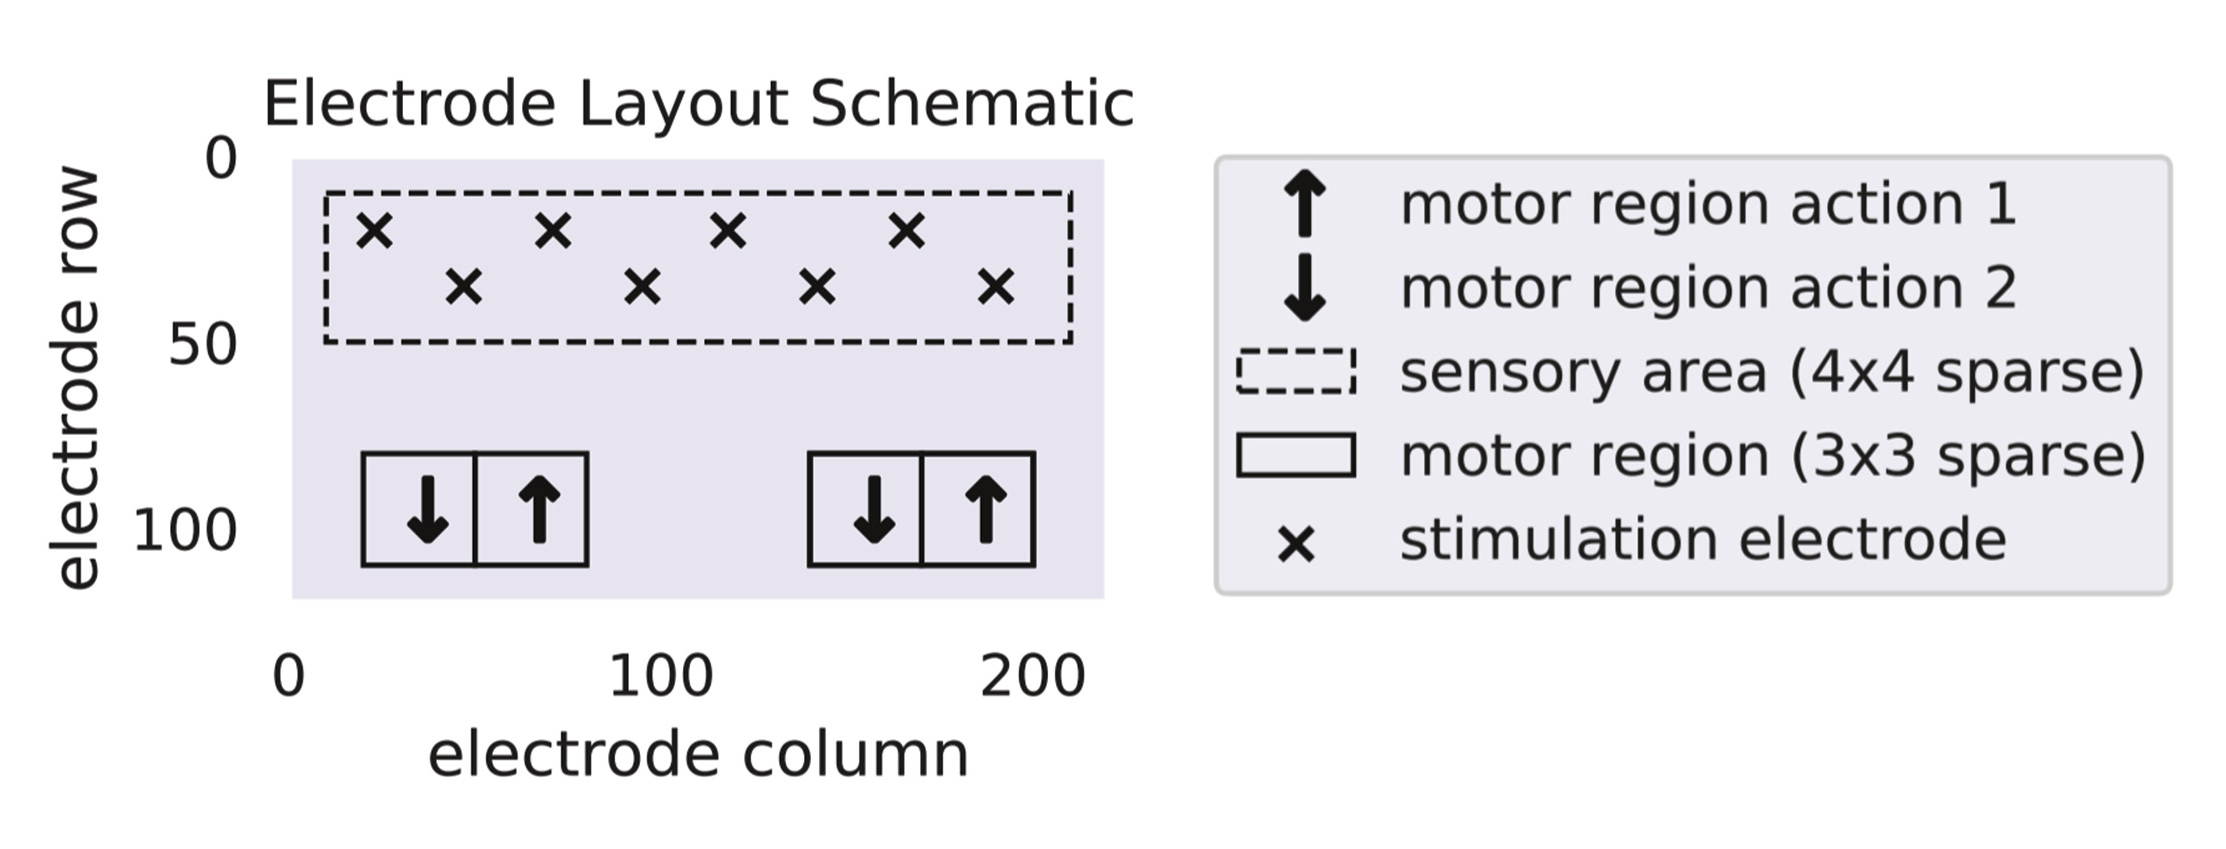 Electrode Layout Schematic
electrode row
0
50
100
0 100 200
electrode column
motor region action 1
motor region action 2
sensory area (4x4 sparse)
motor region (3x3 sparse)
stimulation electrode